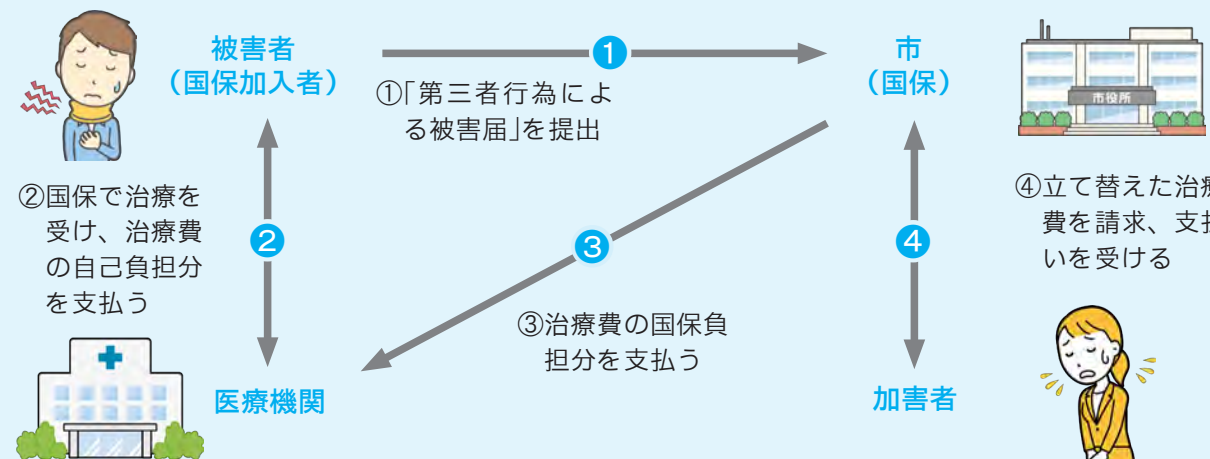 被害者
（国保加入者）
❶
①「第三者行為によ
る被害届」を提出
市
（国保）
市役所
②国保で治療を
受け、治療費
の自己負担分
を支払う
❷
❸
③治療費の国保負
担分を支払う
❹
④立て替えた治療
費を請求、支払
いを受ける
医療機関
加害者